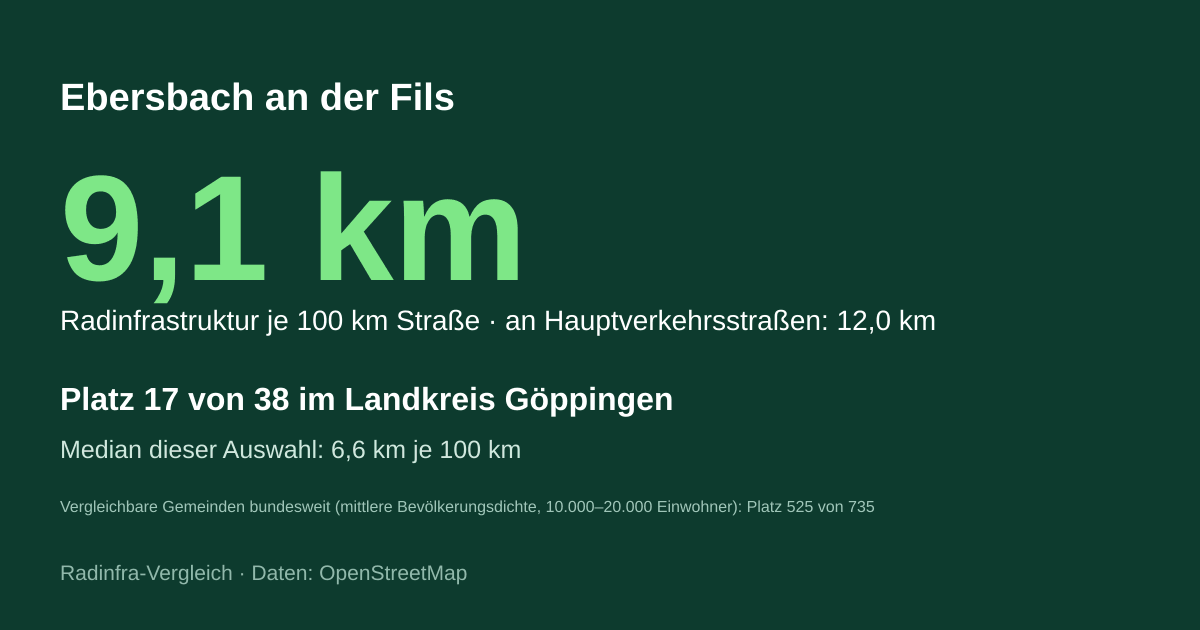 Ebersbach an der Fils
9,1 km
Radinfrastruktur je 100 km Straße · an Hauptverkehrsstraßen: 12,0 km
Platz 17 von 38 im Landkreis Göppingen
Median dieser Auswahl: 6,6 km je 100 km
Vergleichbare Gemeinden bundesweit (mittlere Bevölkerungsdichte, 10.000–20.000 Einwohner): Platz 525 von 735
Radinfra-Vergleich · Daten: OpenStreetMap